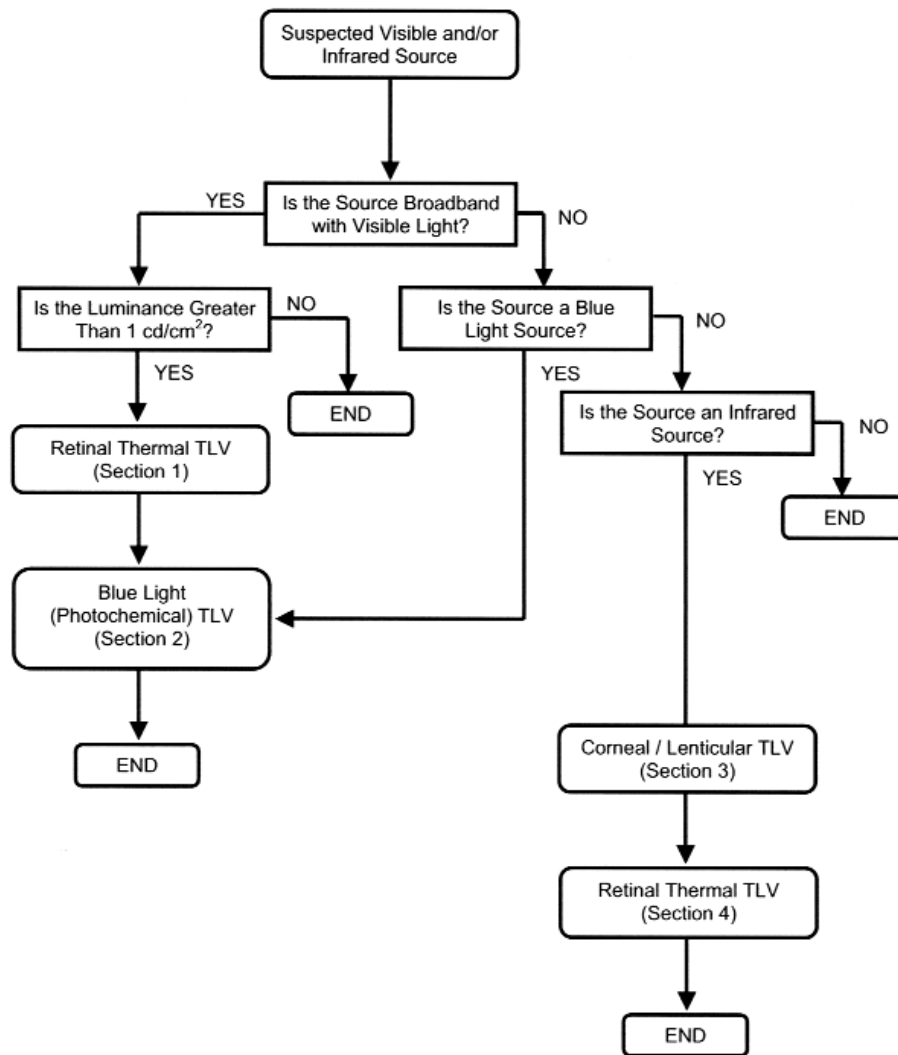 Suspected Visible and/or
Infrared Source
YES
Is the Source Broadband
with Visible Light?
NO
Is the Luminance Greater
Than 1 cd/cm²?
NO
Is the Source a Blue
Light Source?
NO
YES
YES
END
Is the Source an Infrared
Source?
NO
Retinal Thermal TLV
(Section 1)
YES
END
Blue Light
(Photochemical) TLV
(Section 2)
END
Corneal / Lenticular TLV
(Section 3)
Retinal Thermal TLV
(Section 4)
END